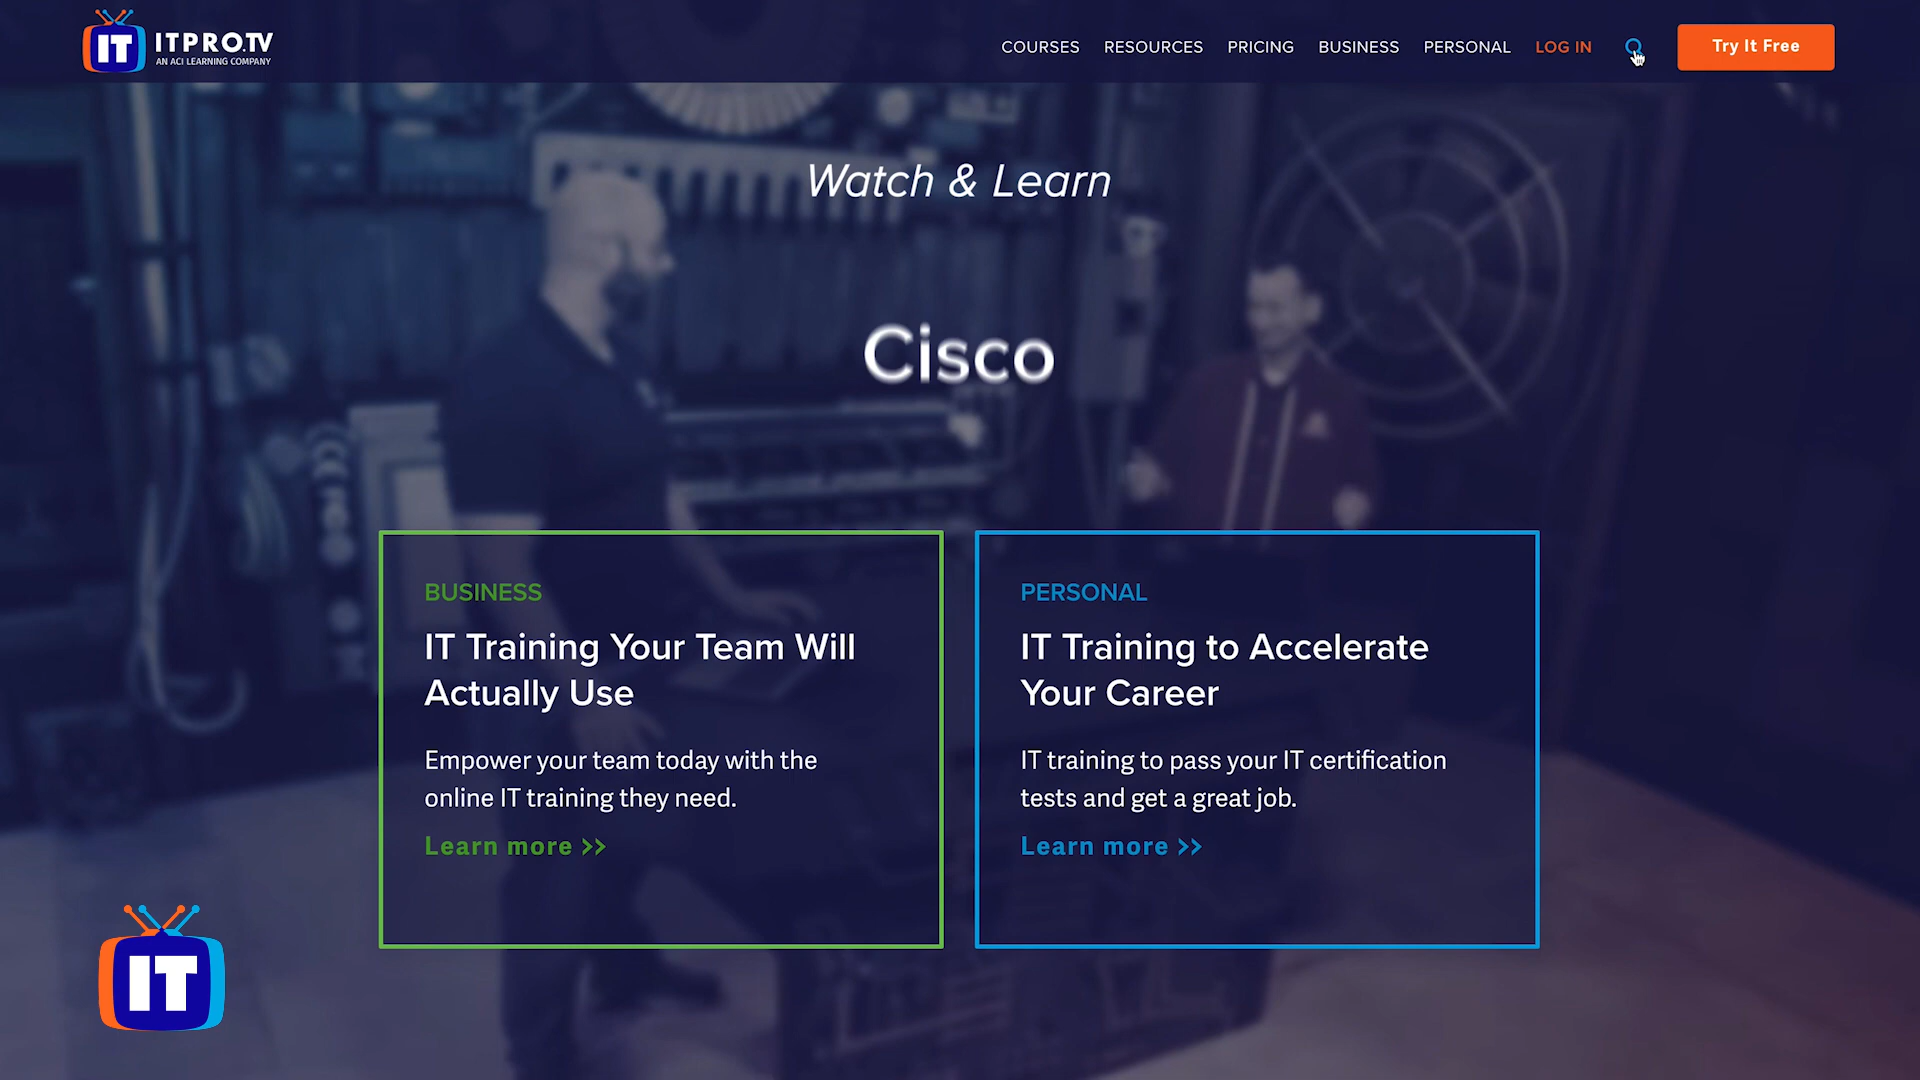 IT ITPRO.TV
AN ACI LEARNING COMPANY
COURSES RESOURCES PRICING BUSINESS PERSONAL LOG IN Try It Free
Watch & Learn
Cisco
BUSINESS
IT Training Your Team Will
Actually Use
Empower your team today with the
online IT training they need.
Learn more >>
PERSONAL
IT Training to Accelerate
Your Career
IT training to pass your IT certification
tests and get a great job.
Learn more >>
IT